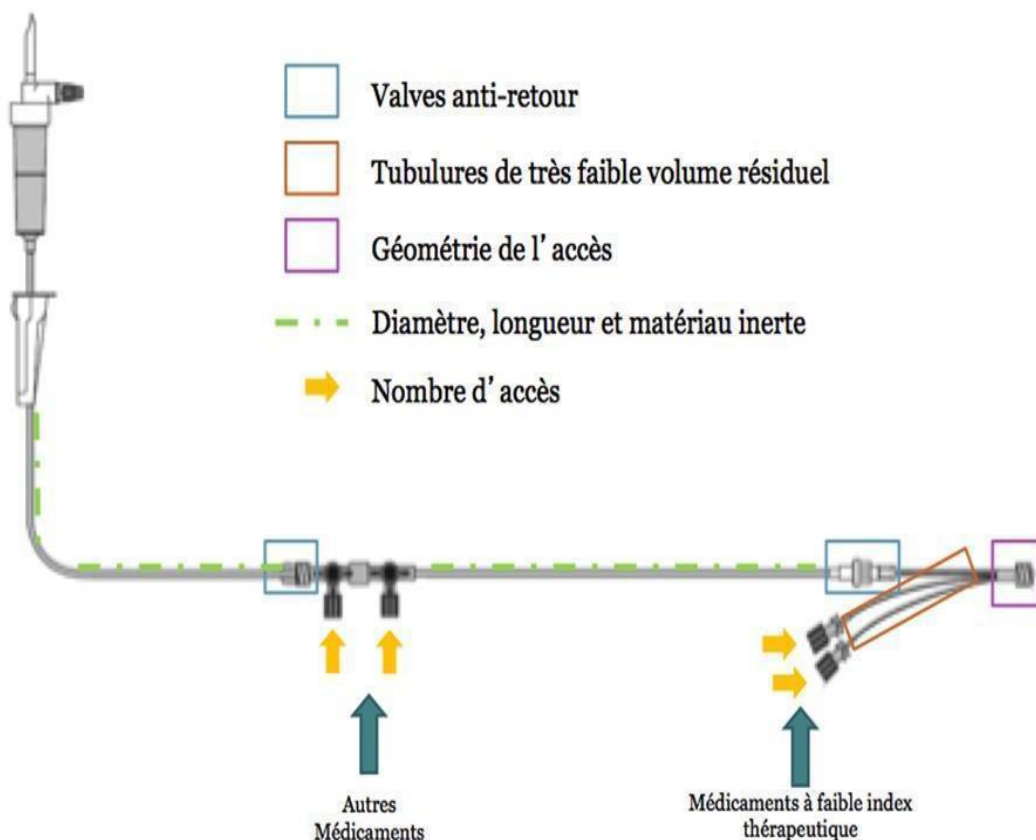 Valves anti-retour
Tubulures de très faible volume résiduel
Géométrie de l’ accès
Diamètre, longueur et matériau inerte
Nombre d’ accès
Autres
Médicaments
Médicaments à faible index
thérapeutique